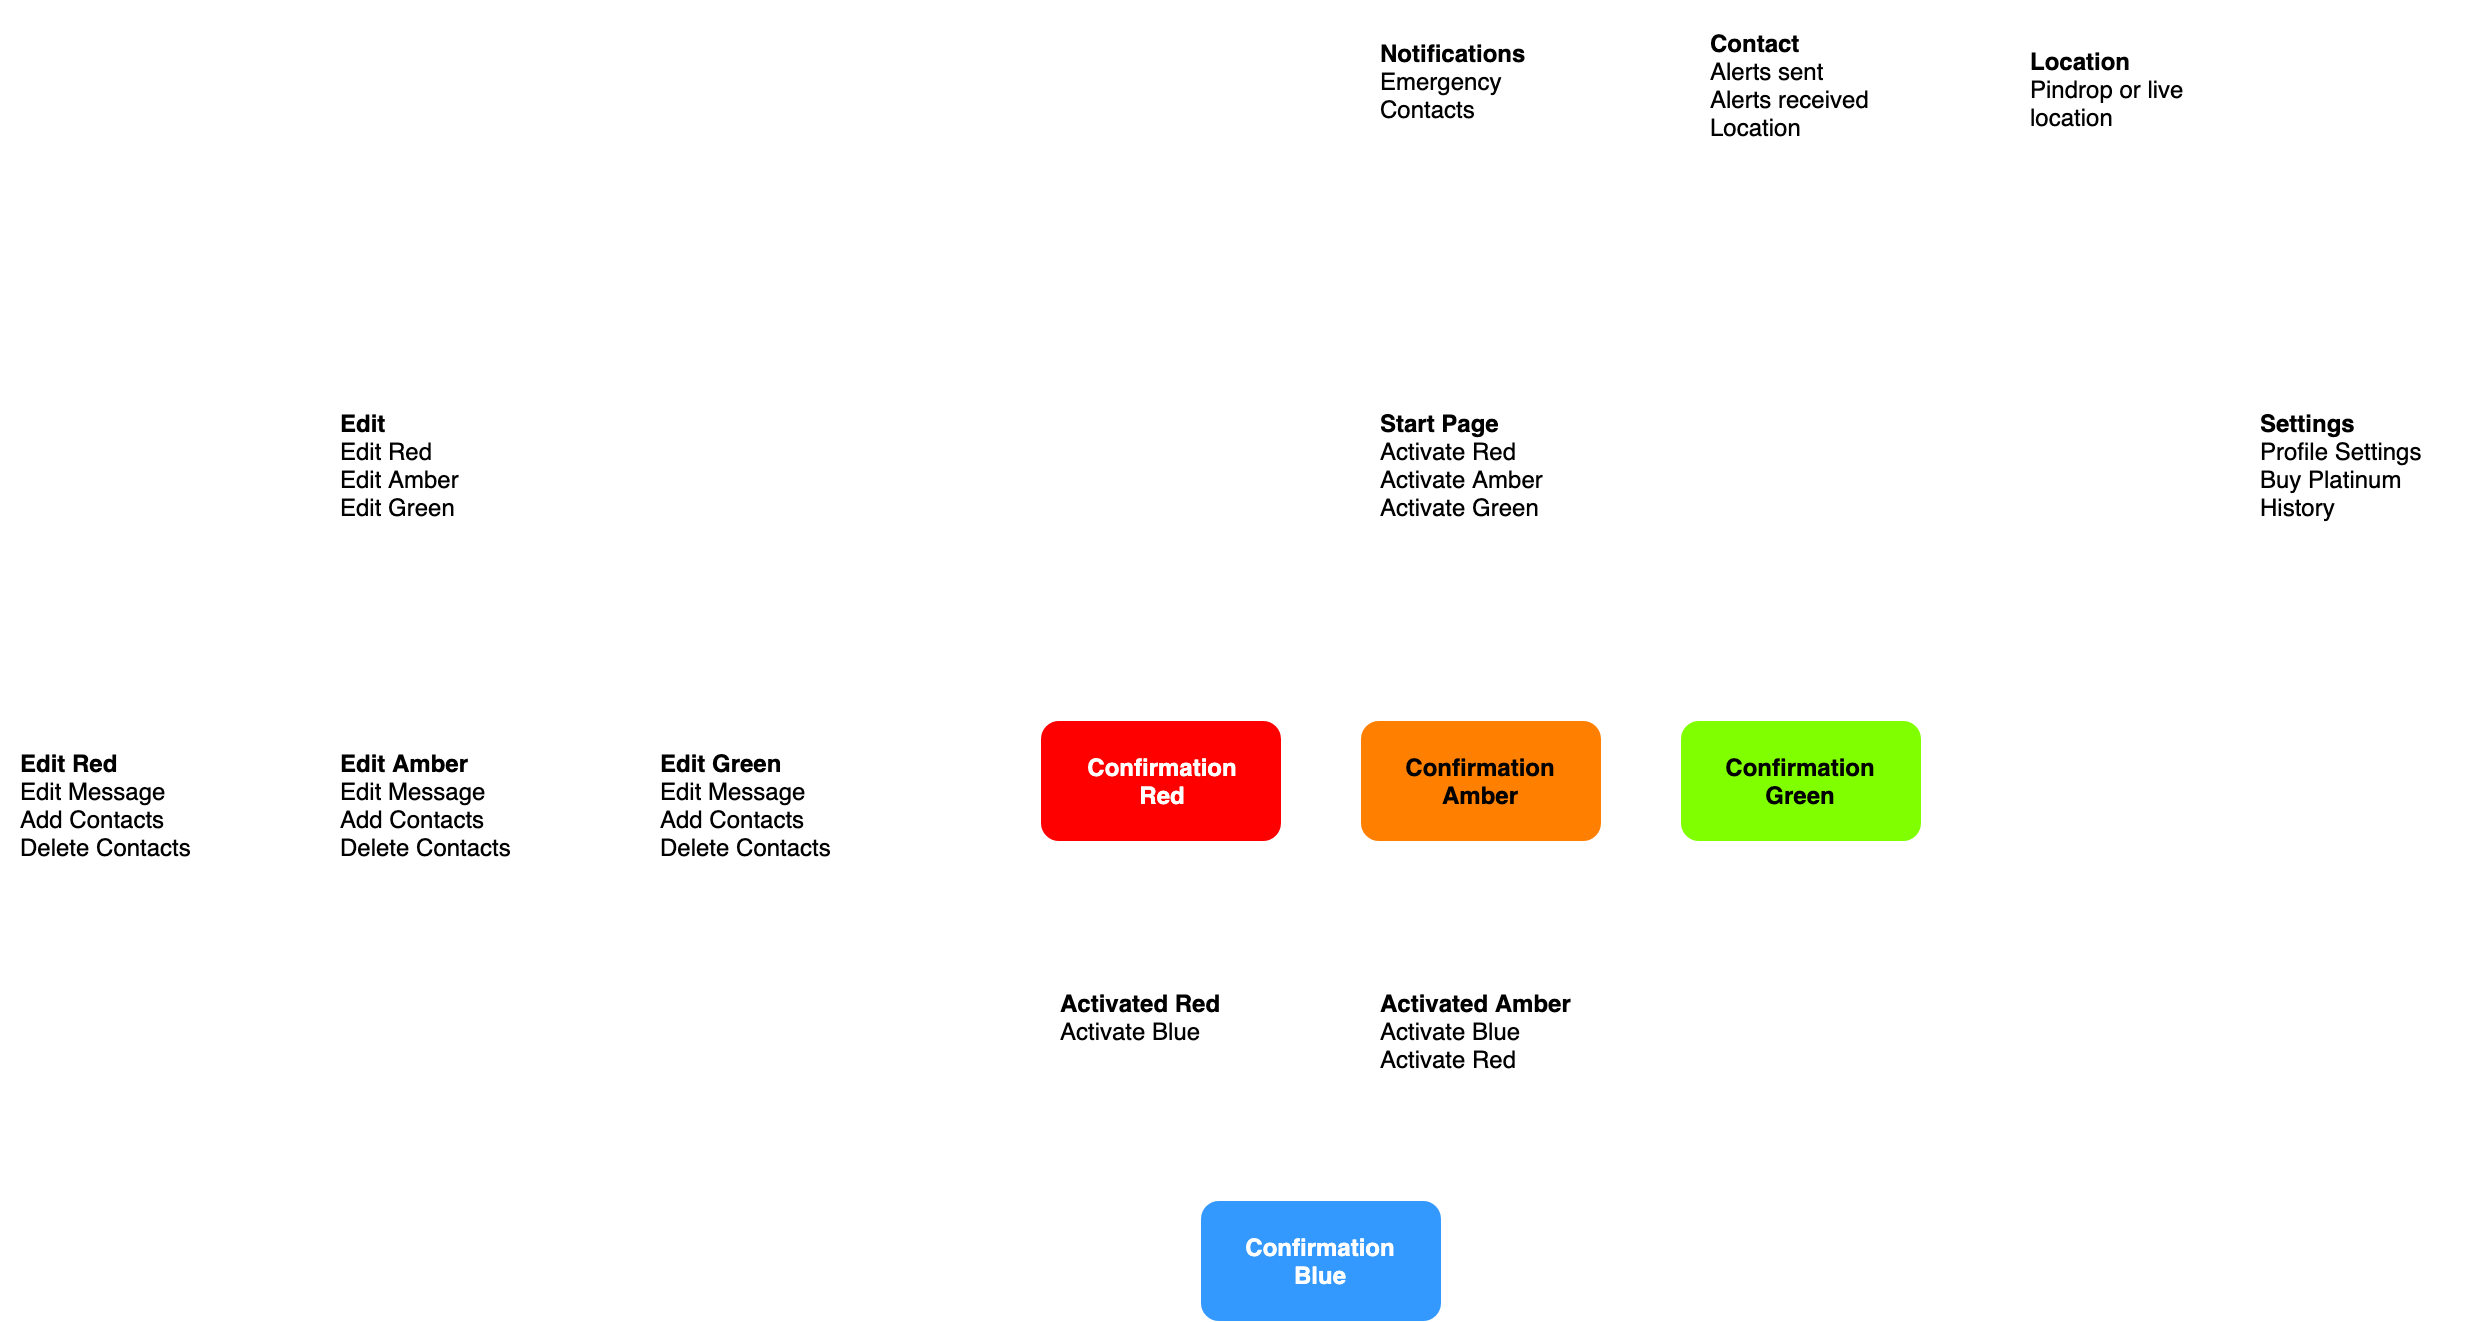 Notifications
Emergency
Contacts
Contact
Alerts sent
Alerts received
Location
Location
Pindrop or live
location
Edit
Edit Red
Edit Amber
Edit Green
Start Page
Activate Red
Activate Amber
Activate Green
Settings
Profile Settings
Buy Platinum
History
Edit Red
Edit Message
Add Contacts
Delete Contacts
Edit Amber
Edit Message
Add Contacts
Delete Contacts
Edit Green
Edit Message
Add Contacts
Delete Contacts
Confirmation
Red
Confirmation
Amber
Confirmation
Green
Activated Red
Activate Blue
Activated Amber
Activate Blue
Activate Red
Confirmation
Blue